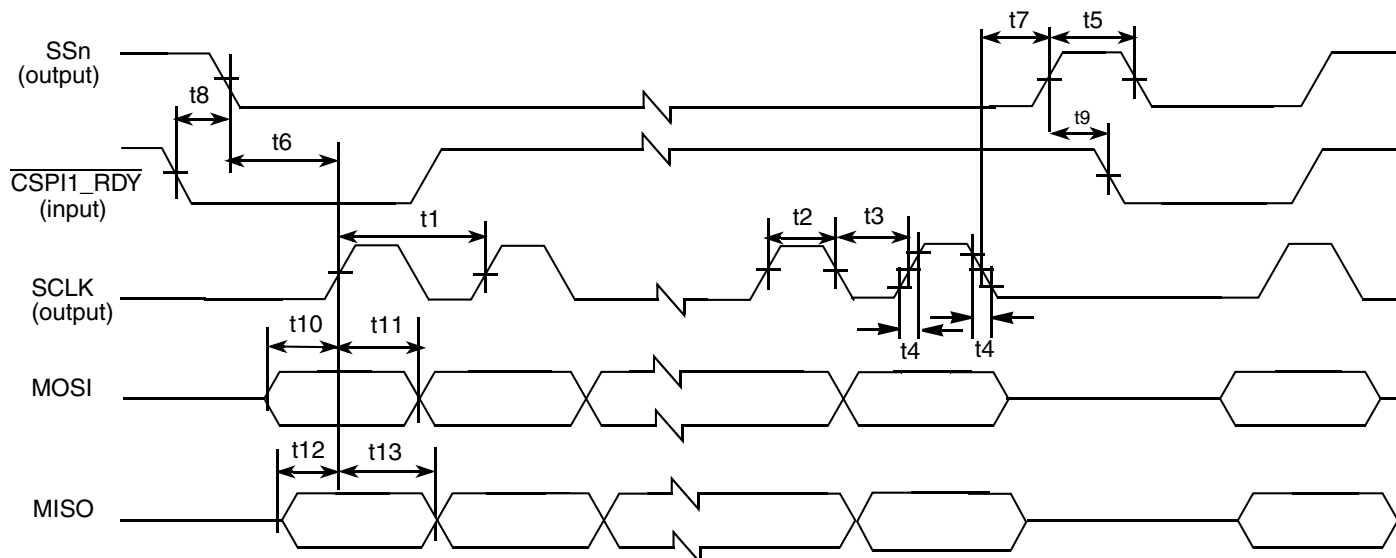 t7
t5
SSn
(output)
t8
t9
t6
CSPI1_RDY
(input)
t1
t2
t3
SCLK
(output)
t10
t11
t4
t4
MOSI
t12
t13
MISO